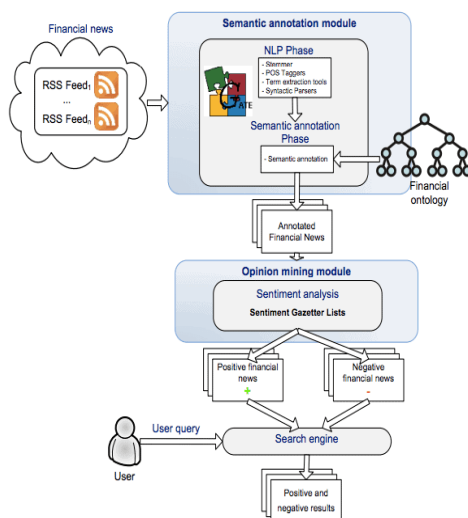 Financial news
RSS Feed1
...
RSS Feedn
Semantic annotation module
NLP Phase
- Stemmer
- POS Taggers
- Term extraction tools
- Syntactic Parsers
GATE
Semantic annotation
Phase
- Semantic annotation
Financial
ontology
Annotated
Financial News
Opinion mining module
Sentiment analysis
Sentiment Gazetter Lists
Positive financial
news
+
Negative
financial news
-
User query
Search engine
User
Positive and
negative results